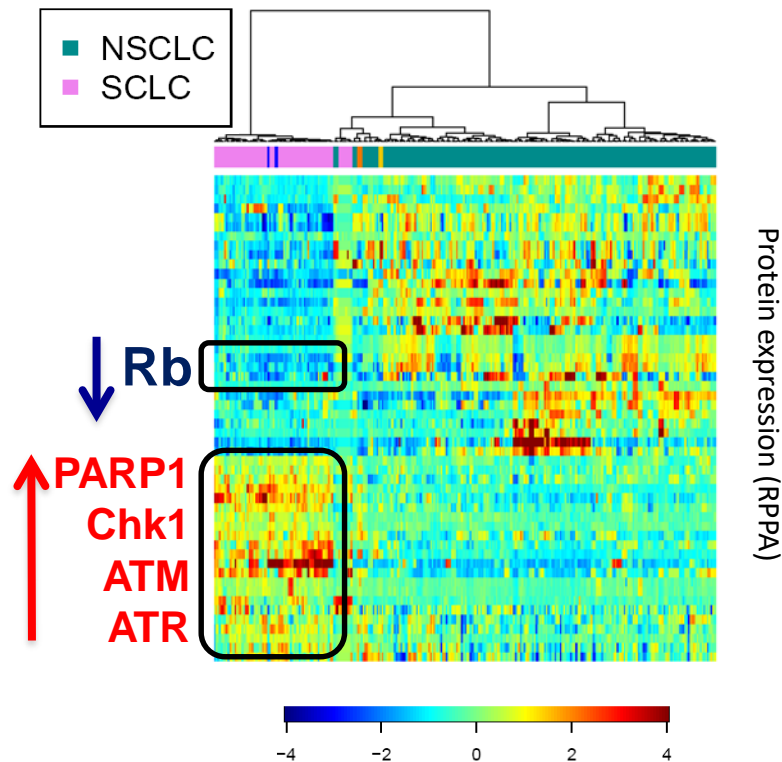 NSCLC
SCLC
Rb
PARP1
Chk1
ATM
ATR
Protein expression (RPPA)
−4 −2 0 2 4